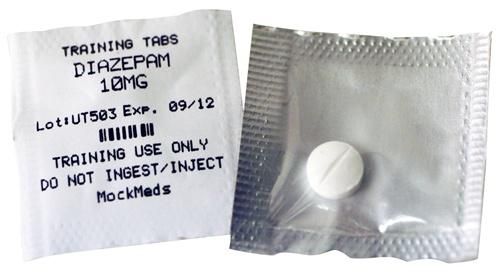 TRAINING TABS
DIAZEPAM
10MG
Lot:UT503 Exp. 09/12
TRAINING USE ONLY
DO NOT INGEST/INJECT
MockMeds